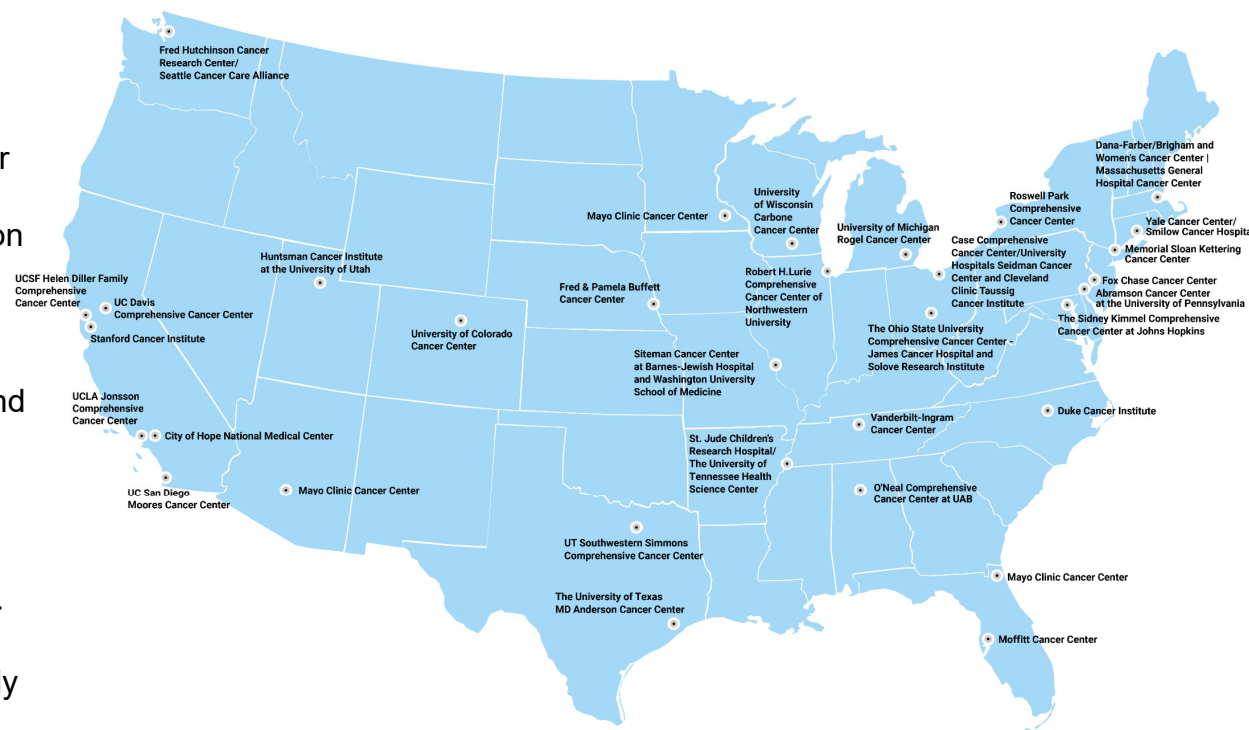 r
on
nd
.
ly
Fred Hutchinson Cancer
Research Center/
Seattle Cancer Care Alliance
UCSF Helen Diller Family
Comprehensive
Cancer Center
UC Davis
Comprehensive Cancer Center
Stanford Cancer Institute
Huntsman Cancer Institute
at the University of Utah
University of Colorado
Cancer Center
UCLA Jonsson
Comprehensive
Cancer Center
City of Hope National Medical Center
UC San Diego
Moores Cancer Center
Mayo Clinic Cancer Center
Mayo Clinic Cancer Center
Fred & Pamela Buffett
Cancer Center
University
of Wisconsin
Carbone
Cancer Center
Robert H.Lurie
Comprehensive
Cancer Center of
Northwestern
University
Siteman Cancer Center
at Barnes-Jewish Hospital
and Washington University
School of Medicine
St. Jude Children's
Research Hospital/
The University of
Tennessee Health
Science Center
UT Southwestern Simmons
Comprehensive Cancer Center
The University of Texas
MD Anderson Cancer Center
University of Michigan
Rogel Cancer Center
Case Comprehensive
Cancer Center/University
Hospitals Seidman Cancer
Center and Cleveland
Clinic Taussig
Cancer Institute
The Ohio State University
Comprehensive Cancer Center -
James Cancer Hospital and
Solove Research Institute
Vanderbilt-Ingram
Cancer Center
O'Neal Comprehensive
Cancer Center at UAB
Roswell Park
Comprehensive
Cancer Center
Dana-Farber/Brigham and
Women's Cancer Center |
Massachusetts General
Hospital Cancer Center
Yale Cancer Center/
Smilow Cancer Hospita
Memorial Sloan Kettering
Cancer Center
Fox Chase Cancer Center
Abramson Cancer Center
at the University of Pennsylvania
The Sidney Kimmel Comprehensive
Cancer Center at Johns Hopkins
Duke Cancer Institute
Mayo Clinic Cancer Center
Moffitt Cancer Center